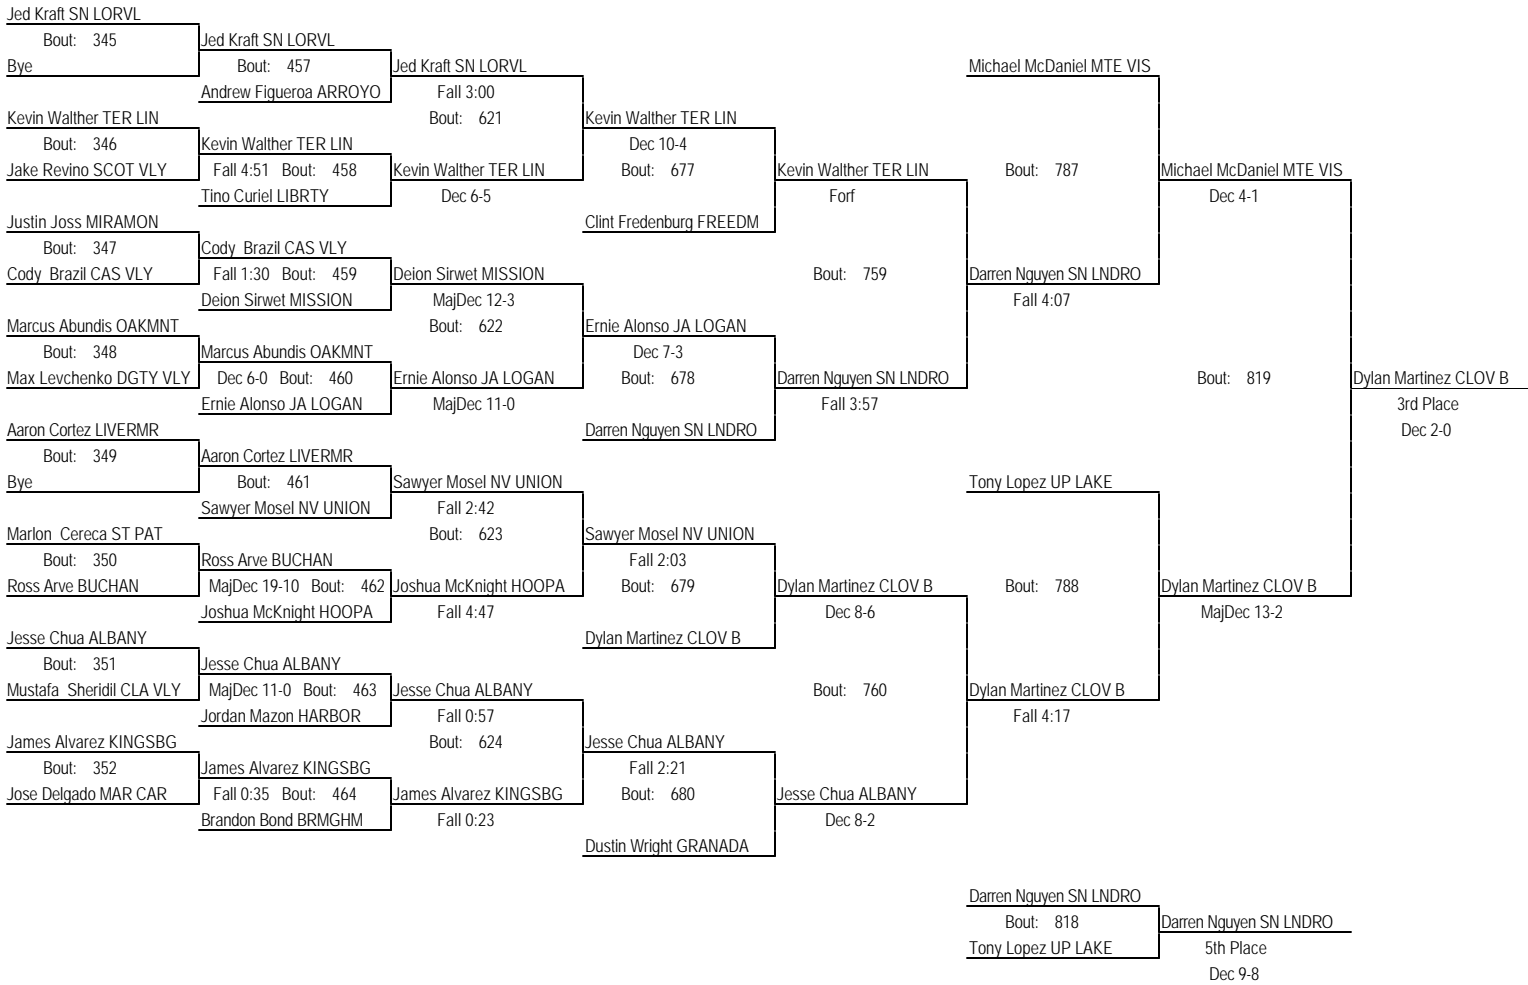 Jed Kraft SN LORVL
Bout: 345
Bye
Kevin Walther TER LIN
Bout: 346
Jake Revino SCOT VLY
Justin Joss MIRAMON
Bout: 347
Cody Brazil CAS VLY
Marcus Abundis OAKMNT
Bout: 348
Max Levchenko DGTY VLY
Aaron Cortez LIVERMR
Bout: 349
Bye
Marlon Cereca ST PAT
Bout: 350
Ross Arve BUCHAN
Jesse Chua ALBANY
Bout: 351
Mustafa Sheridil CLA VLY
James Alvarez KINGSBG
Bout: 352
Jose Delgado MAR CAR
Jed Kraft SN LORVL
Bout: 457
Andrew Figueroa ARROYO
Kevin Walther TER LIN
Fall 4:51 Bout: 458
Tino Curiel LIBRTY
Cody Brazil CAS VLY
Fall 1:30 Bout: 459
Deion Sirwet MISSION
Marcus Abundis OAKMNT
Dec 6-0 Bout: 460
Ernie Alonso JA LOGAN
Aaron Cortez LIVERMR
Bout: 461
Sawyer Mosel NV UNION
Ross Arve BUCHAN
MajDec 19-10 Bout: 462
Joshua McKnight HOOPA
Jesse Chua ALBANY
MajDec 11-0 Bout: 463
Jordan Mazon HARBOR
James Alvarez KINGSBG
Fall 0:35 Bout: 464
Brandon Bond BRMGHM
Jed Kraft SN LORVL
Fall 3:00
Bout: 621
Kevin Walther TER LIN
Dec 6-5
Deion Sirwet MISSION
MajDec 12-3
Bout: 622
Ernie Alonso JA LOGAN
MajDec 11-0
Sawyer Mosel NV UNION
Fall 2:42
Bout: 623
Joshua McKnight HOOPA
Fall 4:47
Jesse Chua ALBANY
Fall 0:57
Bout: 624
James Alvarez KINGSBG
Fall 0:23
Kevin Walther TER LIN
Dec 10-4
Bout: 677
Clint Fredenburg FREEDM
Ernie Alonso JA LOGAN
Dec 7-3
Bout: 678
Darren Nguyen SN LNDRO
Sawyer Mosel NV UNION
Fall 2:03
Bout: 679
Dylan Martinez CLOV B
Jesse Chua ALBANY
Fall 2:21
Bout: 680
Dustin Wright GRANADA
Kevin Walther TER LIN
Forf
Bout: 759
Darren Nguyen SN LNDRO
Fall 3:57
Dylan Martinez CLOV B
Dec 8-6
Bout: 760
Jesse Chua ALBANY
Dec 8-2
Michael McDaniel MTE VIS
Bout: 787
Darren Nguyen SN LNDRO
Fall 4:07
Tony Lopez UP LAKE
Bout: 788
Dylan Martinez CLOV B
Fall 4:17
Michael McDaniel MTE VIS
Dec 4-1
Bout: 819
Dylan Martinez CLOV B
MajDec 13-2
Dylan Martinez CLOV B
3rd Place
Dec 2-0
Darren Nguyen SN LNDRO
Bout: 818
Tony Lopez UP LAKE
Darren Nguyen SN LNDRO
5th Place
Dec 9-8